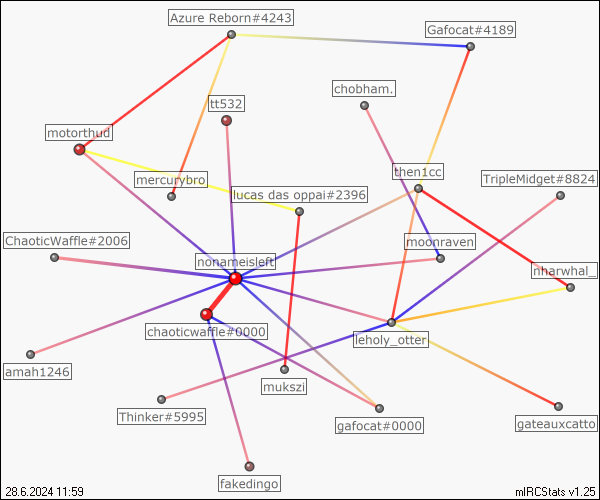 Azure Reborn#4243
Gafocat#4189
chobham.
tt532
motorthud
then1cc
mercurybro
TripleMidget#8824
lucas das oppai#2396
ChaoticWaffle#2006
moonraven
nonameisleft
nharwhal_
chaoticwaffle#0000
leholy_otter
amah1246
mukszi
Thinker#5995
gafocat#0000
gateauxcatto
fakedingo
28.6.2024 11:59
mIRCStats v1.25